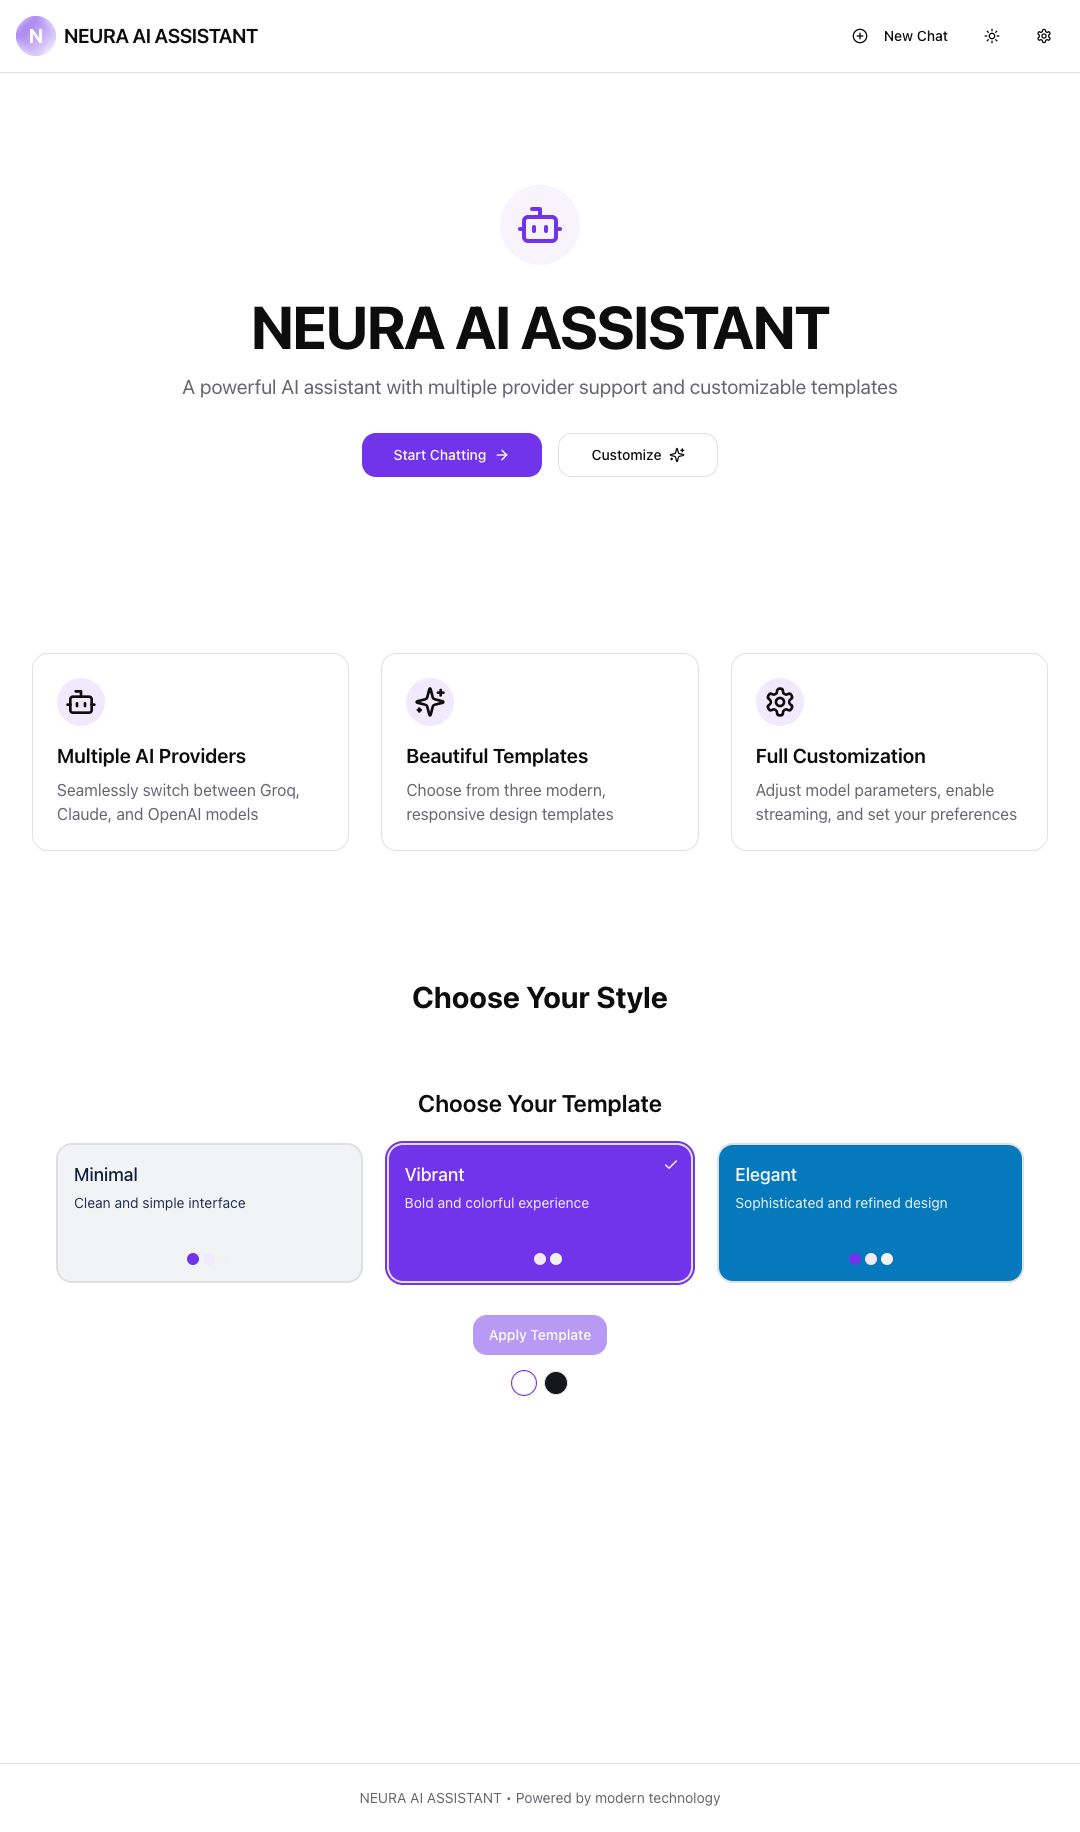 N NEURA AI ASSISTANT
New Chat
NEURA AI ASSISTANT
A powerful AI assistant with multiple provider support and customizable templates
Start Chatting
Customize
Multiple AI Providers
Seamlessly switch between Groq,
Claude, and OpenAI models
Beautiful Templates
Choose from three modern,
responsive design templates
Full Customization
Adjust model parameters, enable
streaming, and set your preferences
Choose Your Style
Choose Your Template
Minimal
Clean and simple interface
Vibrant
Bold and colorful experience
Elegant
Sophisticated and refined design
Apply Template
NEURA AI ASSISTANT • Powered by modern technology